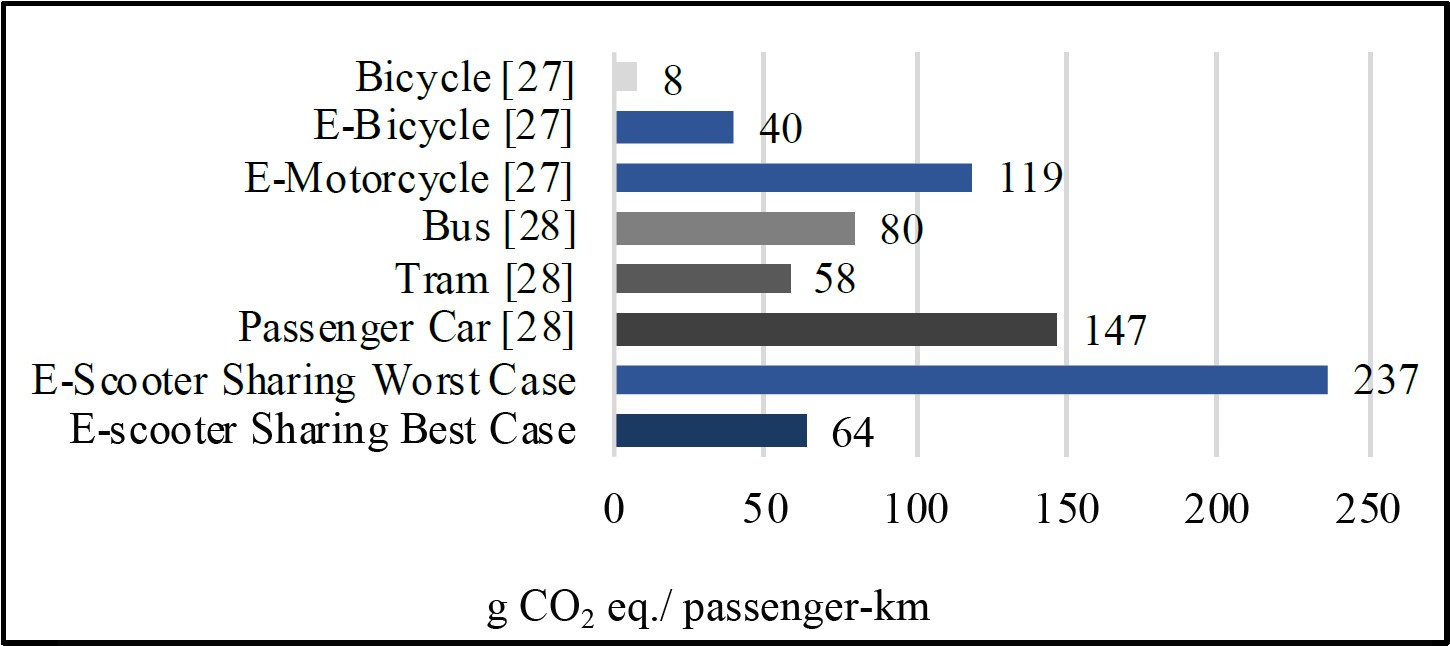 Bicycle [27] 8
E-Bicycle [27] 40
E-Motorcycle [27] 119
Bus [28] 80
Tram [28] 58
Passenger Car [28] 147
E-Scooter Sharing Worst Case 237
E-scooter Sharing Best Case 64
0 50 100 150 200 250
g CO₂ eq./ passenger-km